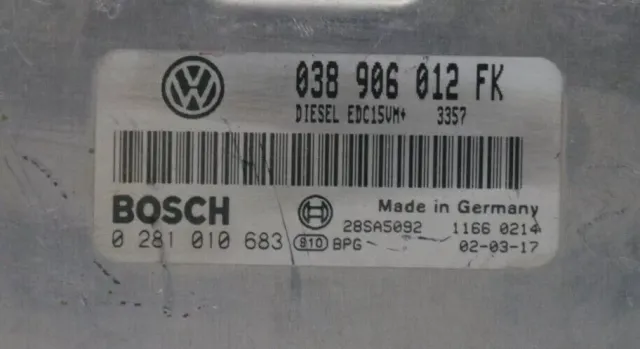 038 906 012 FK
DIESEL EDC15VM+ 3357
BOSCH
Made in Germany
28SA5092 1166 0214
0 281 010 683 910 BPG 02-03-17